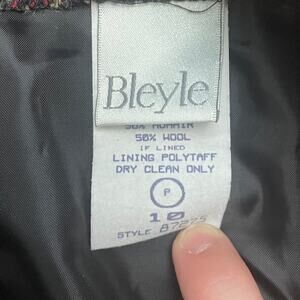 Bleyle
50% MOHAIR
50% WOOL
IF LINED
LINING POLYTAFF
DRY CLEAN ONLY
P
10
STYLE